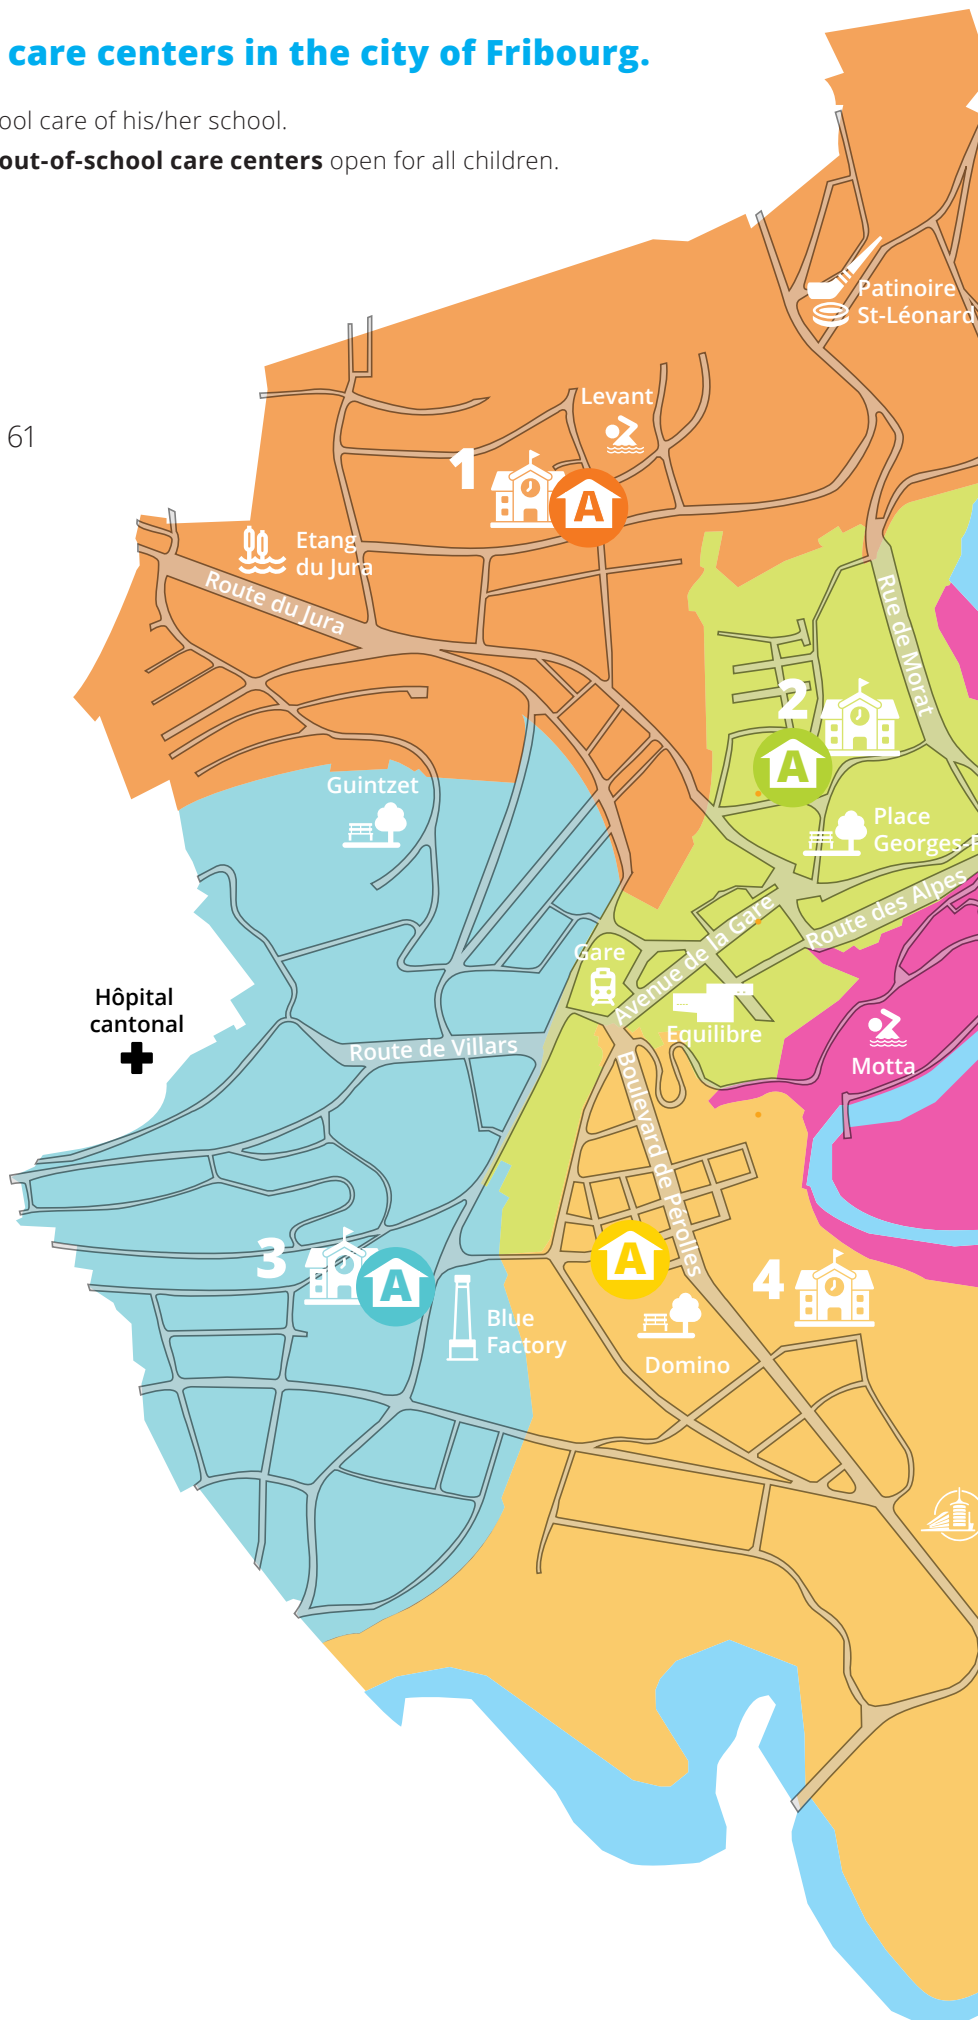 care centers in the city of Fribourg.
ool care of his/her school.
out-of-school care centers open for all children.
Patinoire
St-Léonard
Levant
61
1
A
Etang
du Jura
Route du Jura
Rue de Morat
2
A
Guintzet
Place
Georges-P
Route des Alpes
Avenue de la Gare
Gare
Hôpital
cantonal
Equilibre
Route de Villars
Motta
Boulevard de Pérolles
3
A
A
4
Blue
Factory
Domino